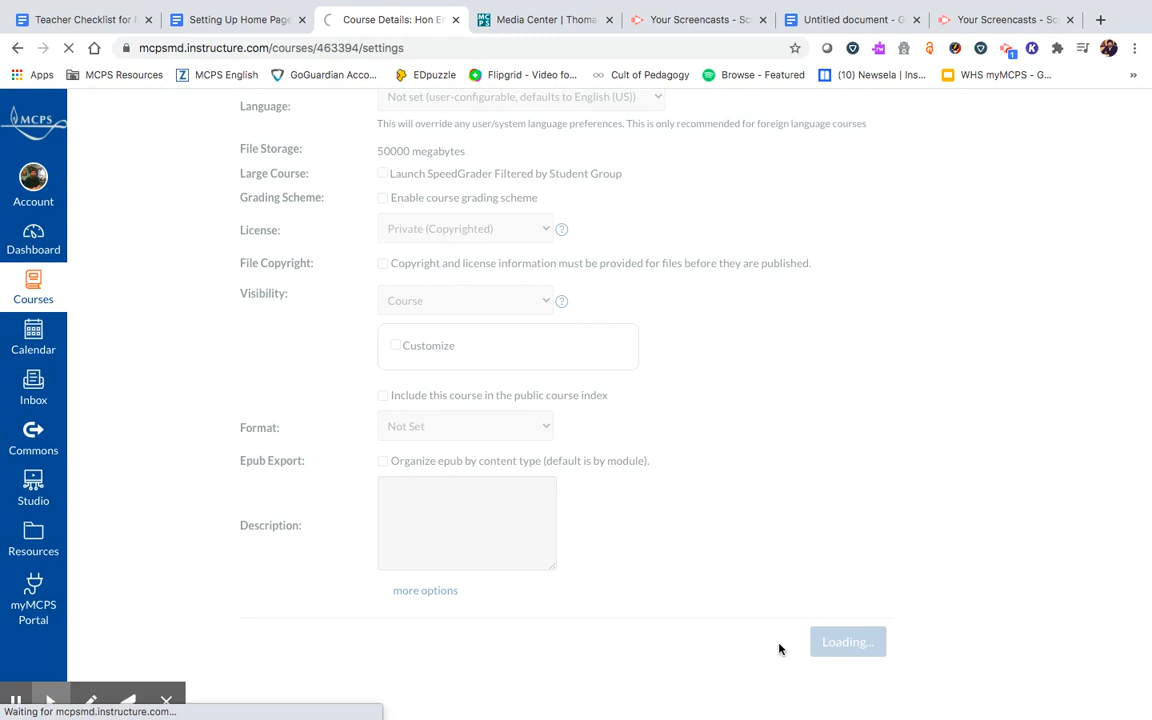 Teacher Checklist for
Setting Up Home Page
Course Details: Hon En
Media Center | Thoma
Your Screencasts - Sc
Untitled document - G
Your Screencasts - Sc
mcpsmd.instructure.com/courses/463394/settings
Apps
MCPS Resources
MCPS English
GoGuardian Acco...
EDpuzzle
Flipgrid - Video fo...
Cult of Pedagogy
Browse - Featured
(10) Newsela | Ins...
WHS myMCPS - G...
»
MCPS
Account
Dashboard
Courses
Calendar
Inbox
Commons
Studio
Resources
myMCPS
Portal
Language:
Not set (user-configurable, defaults to English (US))
This will override any user/system language preferences. This is only recommended for foreign language courses
File Storage:
50000 megabytes
Large Course:
Launch SpeedGrader Filtered by Student Group
Grading Scheme:
Enable course grading scheme
License:
Private (Copyrighted)
?
File Copyright:
Copyright and license information must be provided for files before they are published.
Visibility:
Course
?
Customize
Include this course in the public course index
Format:
Not Set
Epub Export:
Organize epub by content type (default is by module).
Description:
more options
Loading...
Waiting for mcpsmd.instructure.com...